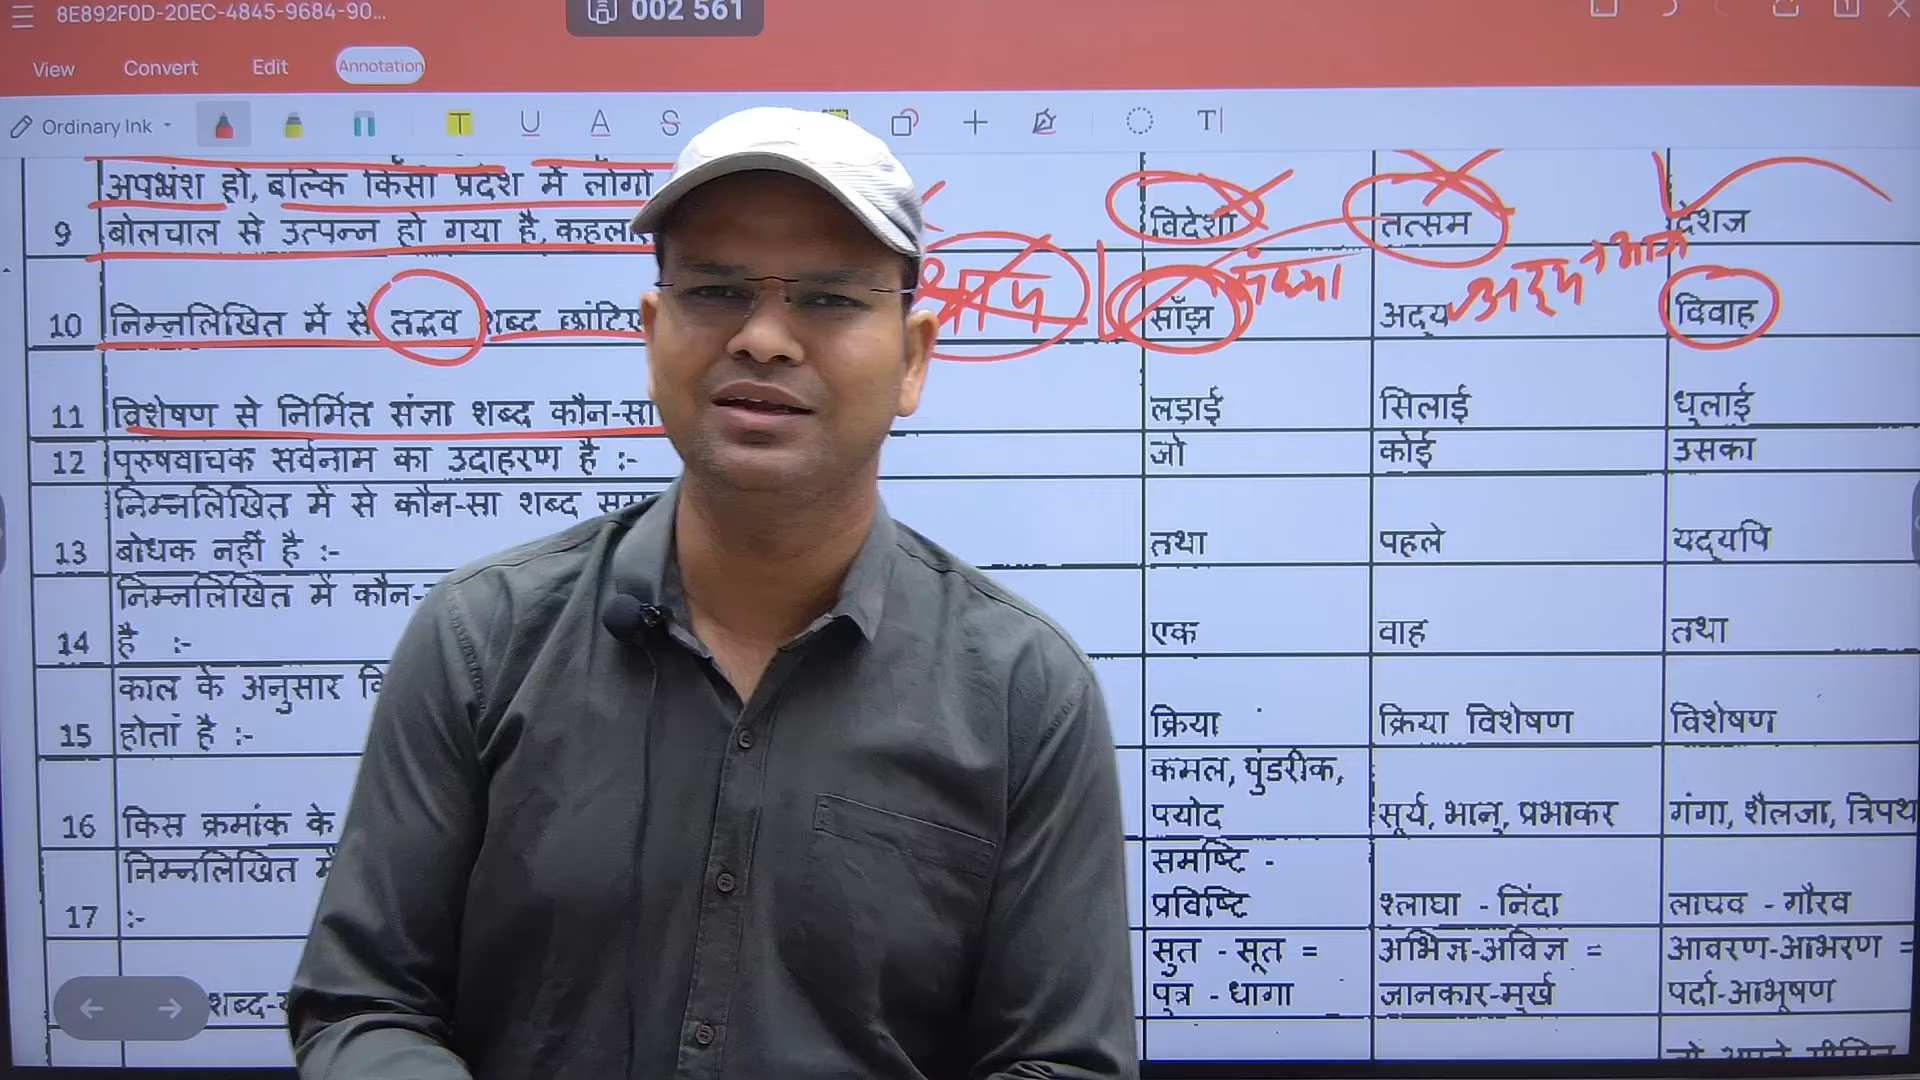 8E892F0D-20EC-4845-9684-90...
002 561
View Convert Edit Annotation
Ordinary Ink
अपभ्रंश हो, बल्कि किसी प्रदेश में लोगों
9 बोलचाल से उत्पन्न हो गया है, विदेशी तत्सम देशज
संध्या
10 निम्नलिखित में से तद्भव शब्द छांटिए साँझ अद्य विवाह
11 विशेषण से निर्मित संज्ञा शब्द कौन-सा लड़ाई सिलाई धुलाई
12 पुरुषवाचक सर्वनाम का उदाहरण है :- जो कोई उसका
निम्नलिखित में से कौन-सा शब्द
13 बोधक नहीं है :- तथा पहले यद्यपि
निम्नलिखित में कौन-
14 है :- एक वाह तथा
काल के अनुसार
15 होता है :- क्रिया क्रिया विशेषण विशेषण
कमल, पुंडरीक,
16 किस क्रमांक के पयोद सूर्य, भानु, प्रभाकर गंगा, शैलजा, त्रिपथ
निम्नलिखित में समष्टि -
17 :- प्रविष्टि श्लाघा - निंदा लाघव - गौरव
सुत - सूत = अभिज्ञ-अविज्ञ = आवरण-आभरण =
शब्द- पुत्र - धागा जानकार-मूर्ख पर्दा-आभूषण